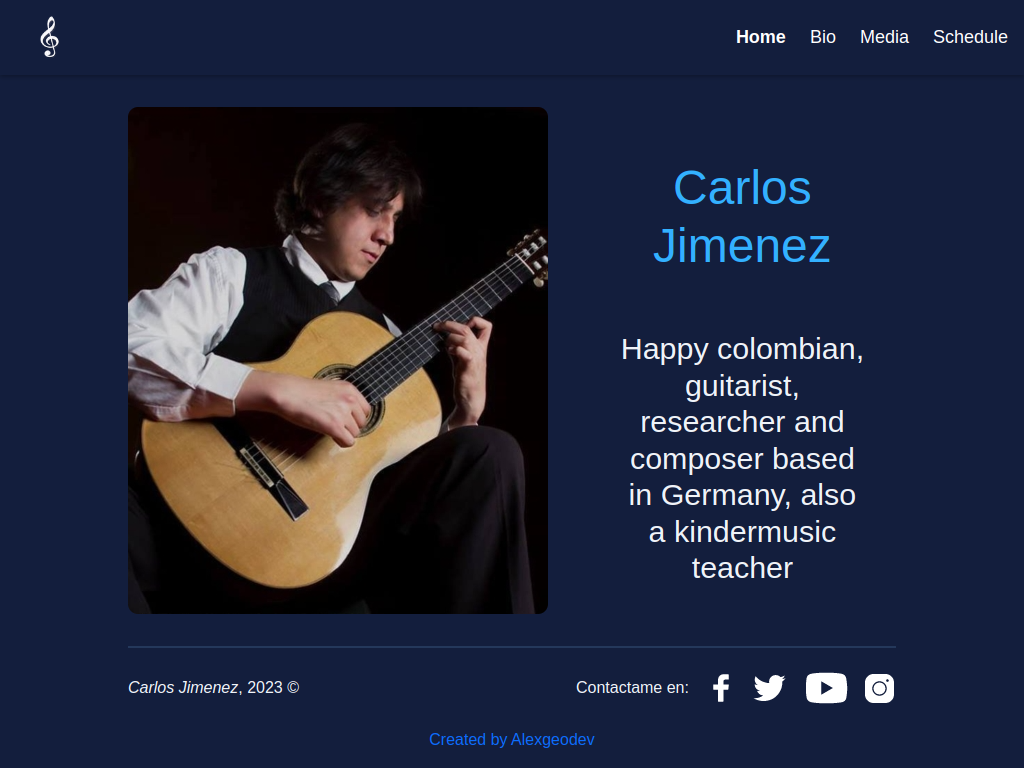 Home Bio Media Schedule
Carlos
Jimenez
Happy colombian,
guitarist,
researcher and
composer based
in Germany, also
a kindermusic
teacher
Carlos Jimenez, 2023 ©
Contactame en:
Created by Alexgeodev